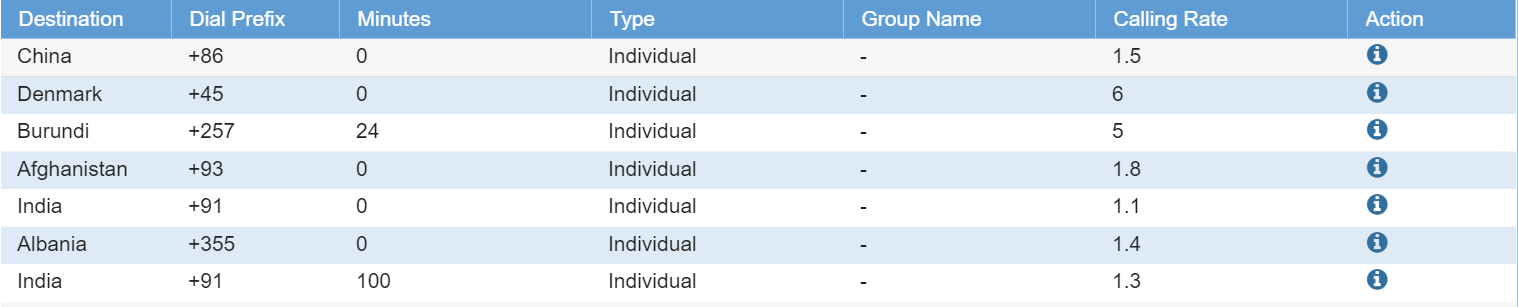 Destination Dial Prefix Minutes Type Group Name Calling Rate Action
China +86 0 Individual - 1.5
Denmark +45 0 Individual - 6
Burundi +257 24 Individual - 5
Afghanistan +93 0 Individual - 1.8
India +91 0 Individual - 1.1
Albania +355 0 Individual - 1.4
India +91 100 Individual - 1.3